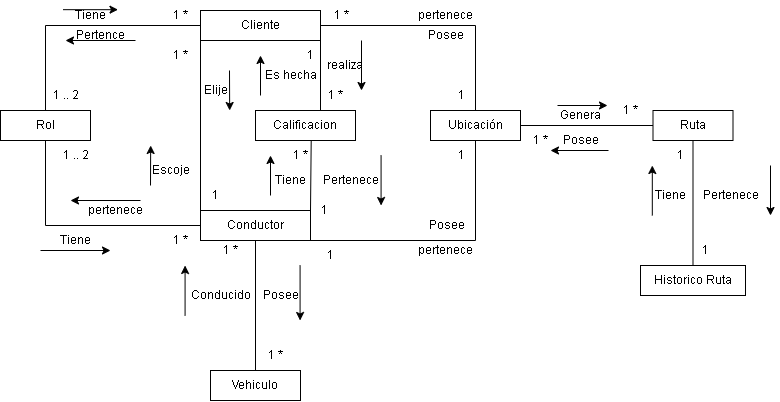 Tiene
1 *
Cliente
1 *
pertenece
Pertence
Posee
1 *
1
realiza
Es hecha
Elije
1 .. 2
1 *
1
Rol
Calificacion
Ubicación
Genera
1 *
Ruta
1 *
Posee
1 .. 2
1 *
1
1
Escoje
Tiene
Pertenece
Tiene
Pertenece
1
pertenece
1
Conductor
Posee
Tiene
1 *
1 *
1
pertenece
1
Historico Ruta
Conducido
Posee
1 *
Vehiculo